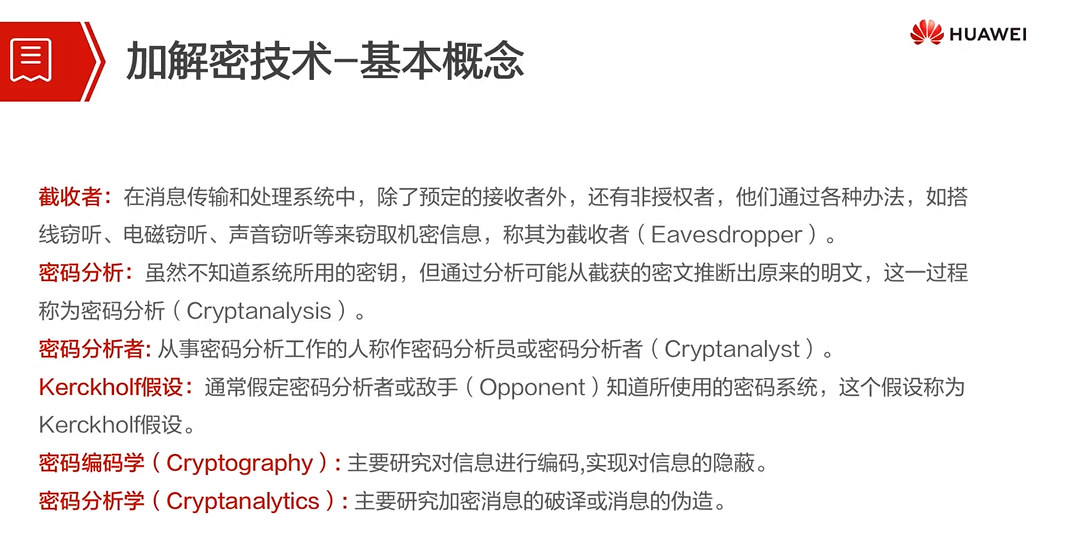 加解密技术-基本概念
HUAWEI
截收者：在消息传输和处理系统中，除了预定的接收者外，还有非授权者，他们通过各种办法，如搭
线窃听、电磁窃听、声音窃听等来窃取机密信息，称其为截收者（Eavesdropper）。
密码分析：虽然不知道系统所用的密钥，但通过分析可能从截获的密文推断出原来的明文，这一过程
称为密码分析（Cryptanalysis）。
密码分析者: 从事密码分析工作的人称作密码分析员或密码分析者（Cryptanalyst）。
Kerckholf假设：通常假定密码分析者或敌手（Opponent）知道所使用的密码系统，这个假设称为
Kerckholf假设。
密码编码学（Cryptography）: 主要研究对信息进行编码,实现对信息的隐蔽。
密码分析学（Cryptanalytics）: 主要研究加密消息的破译或消息的伪造。